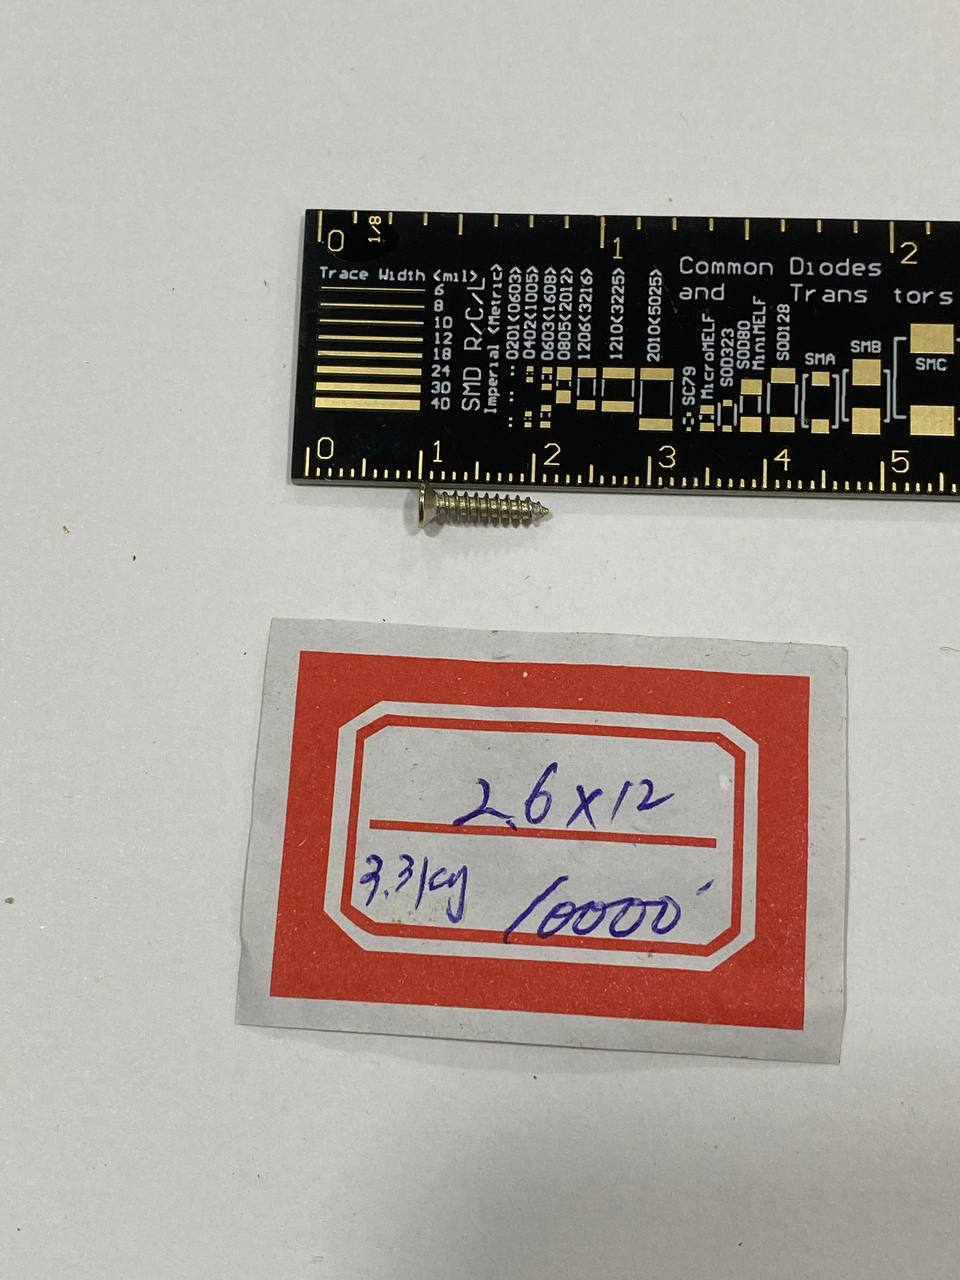 0 1/8 1 2
Trace Width <mil>
6
8
10
12
18
24
30
40
SMD R/C/L
Imperial <Metric>
0201<0603>
0402<1005>
0603<1608>
0805<2012>
1206<3216>
1210<3225>
2010<5025>
Common Diodes
and Trans tors
SC79
MicroMELF
SOD323
SOD80
MiniMELF
SOD128
SMA
SMB
SMC
0 1 2 3 4 5
2.6×12
3.3kg 10000